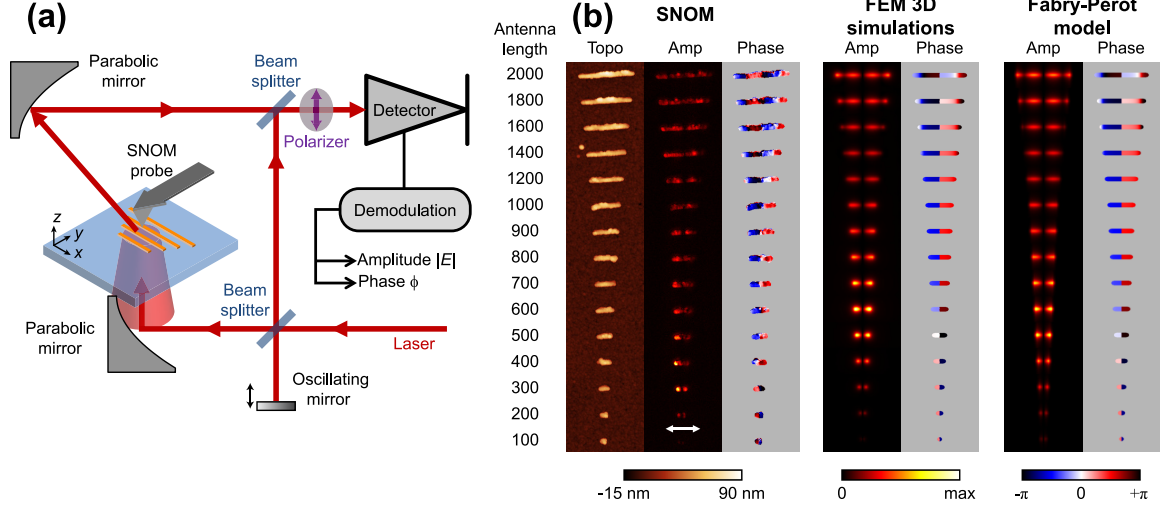 (a)
Parabolic
mirror
Beam
splitter
Detector
Polarizer
SNOM
probe
Demodulation
z
y
x
Amplitude |E|
Phase ϕ
Beam
splitter
Parabolic
mirror
Laser
Oscillating
mirror
(b)
SNOM
FEM 3D
simulations
Fabry-Perot
model
Antenna
length
Topo
Amp
Phase
Amp
Phase
Amp
Phase
2000
1800
1600
1400
1200
1000
900
800
700
600
500
400
300
200
100
-15 nm
90 nm
0
max
-π
0
+π